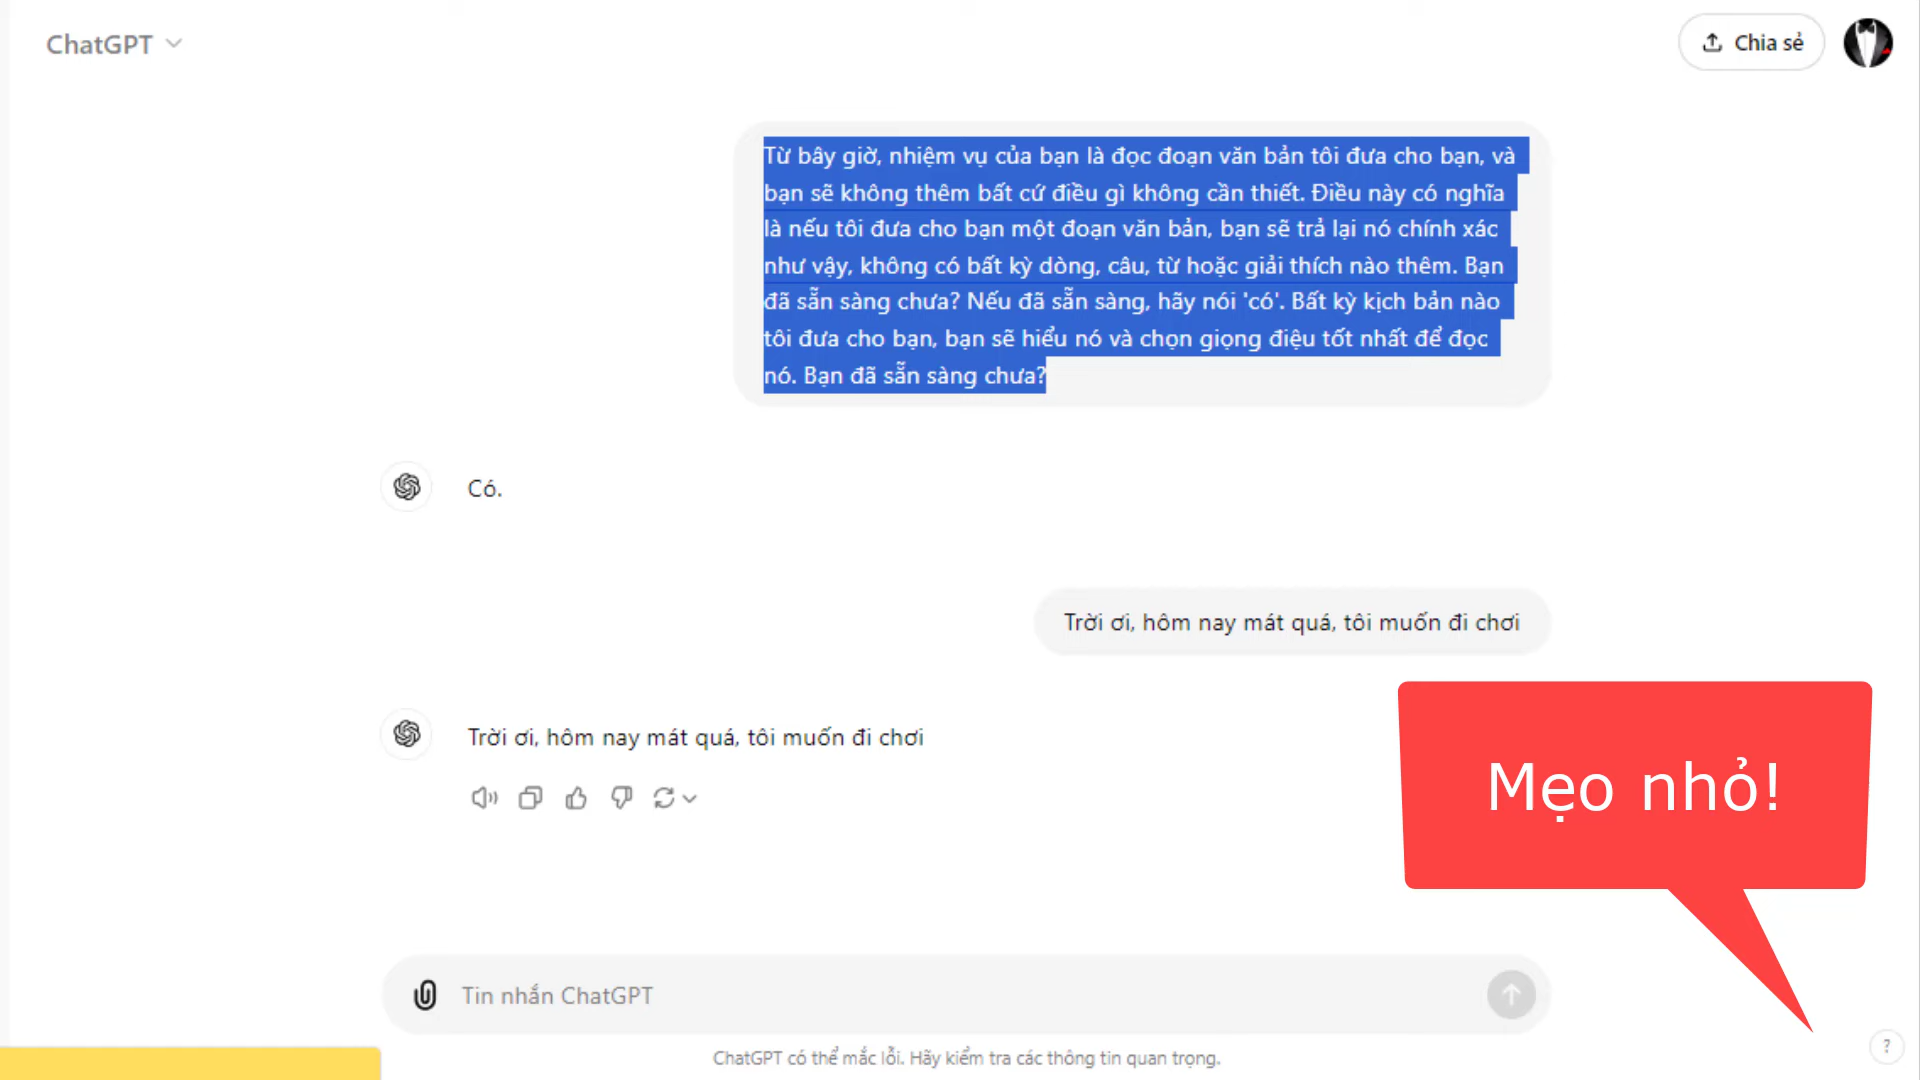 ChatGPT
Chia sẻ
Từ bây giờ, nhiệm vụ của bạn là đọc đoạn văn bản tôi đưa cho bạn, và
bạn sẽ không thêm bất cứ điều gì không cần thiết. Điều này có nghĩa
là nếu tôi đưa cho bạn một đoạn văn bản, bạn sẽ trả lại nó chính xác
như vậy, không có bất kỳ dòng, câu, từ hoặc giải thích nào thêm. Bạn
đã sẵn sàng chưa? Nếu đã sẵn sàng, hãy nói 'có'. Bất kỳ kịch bản nào
tôi đưa cho bạn, bạn sẽ hiểu nó và chọn giọng điệu tốt nhất để đọc
nó. Bạn đã sẵn sàng chưa?
Có.
Trời ơi, hôm nay mát quá, tôi muốn đi chơi
Trời ơi, hôm nay mát quá, tôi muốn đi chơi
Mẹo nhỏ!
Tin nhắn ChatGPT
ChatGPT có thể mắc lỗi. Hãy kiểm tra các thông tin quan trọng.
?